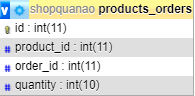 v shopquanao products_orders
id : int(11)
# product_id : int(11)
# order_id : int(11)
# quantity : int(10)